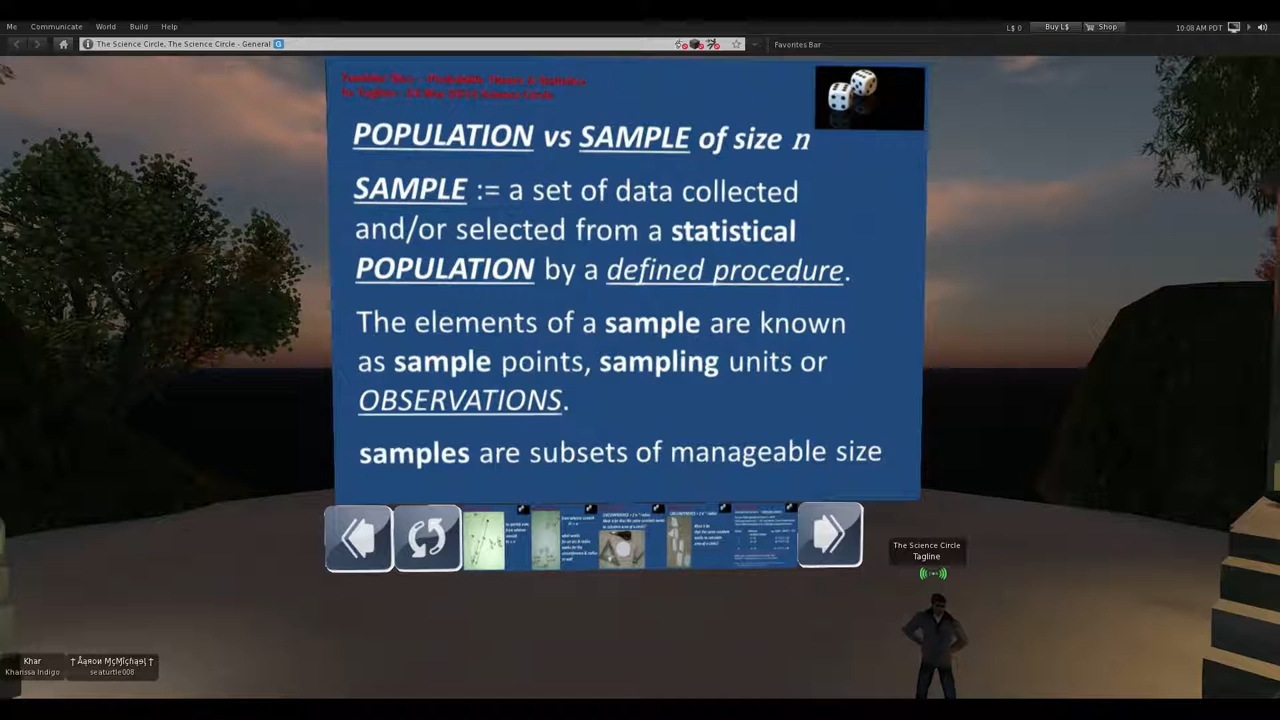 Me Communicate World Build Help
L$ 0 Buy L$ Shop 10:08 AM PDT
The Science Circle, The Science Circle - General G
Favorites Bar
POPULATION vs SAMPLE of size n
SAMPLE := a set of data collected
and/or selected from a statistical
POPULATION by a defined procedure.
The elements of a sample are known
as sample points, sampling units or
OBSERVATIONS.
samples are subsets of manageable size
The Science Circle
Tagline
Khar
Kharissa Indigo
seaturtle008